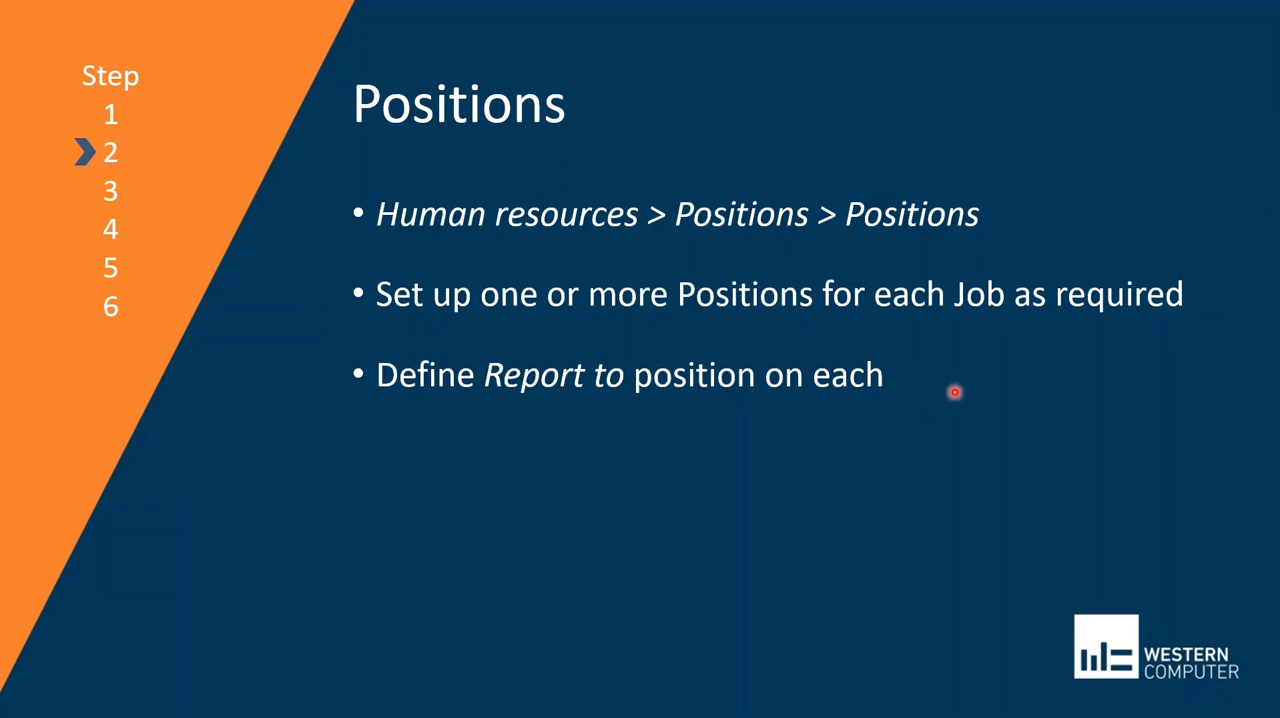 Step
1
2
3
4
5
6
Positions
• Human resources > Positions > Positions
• Set up one or more Positions for each Job as required
• Define Report to position on each
WESTERN
COMPUTER